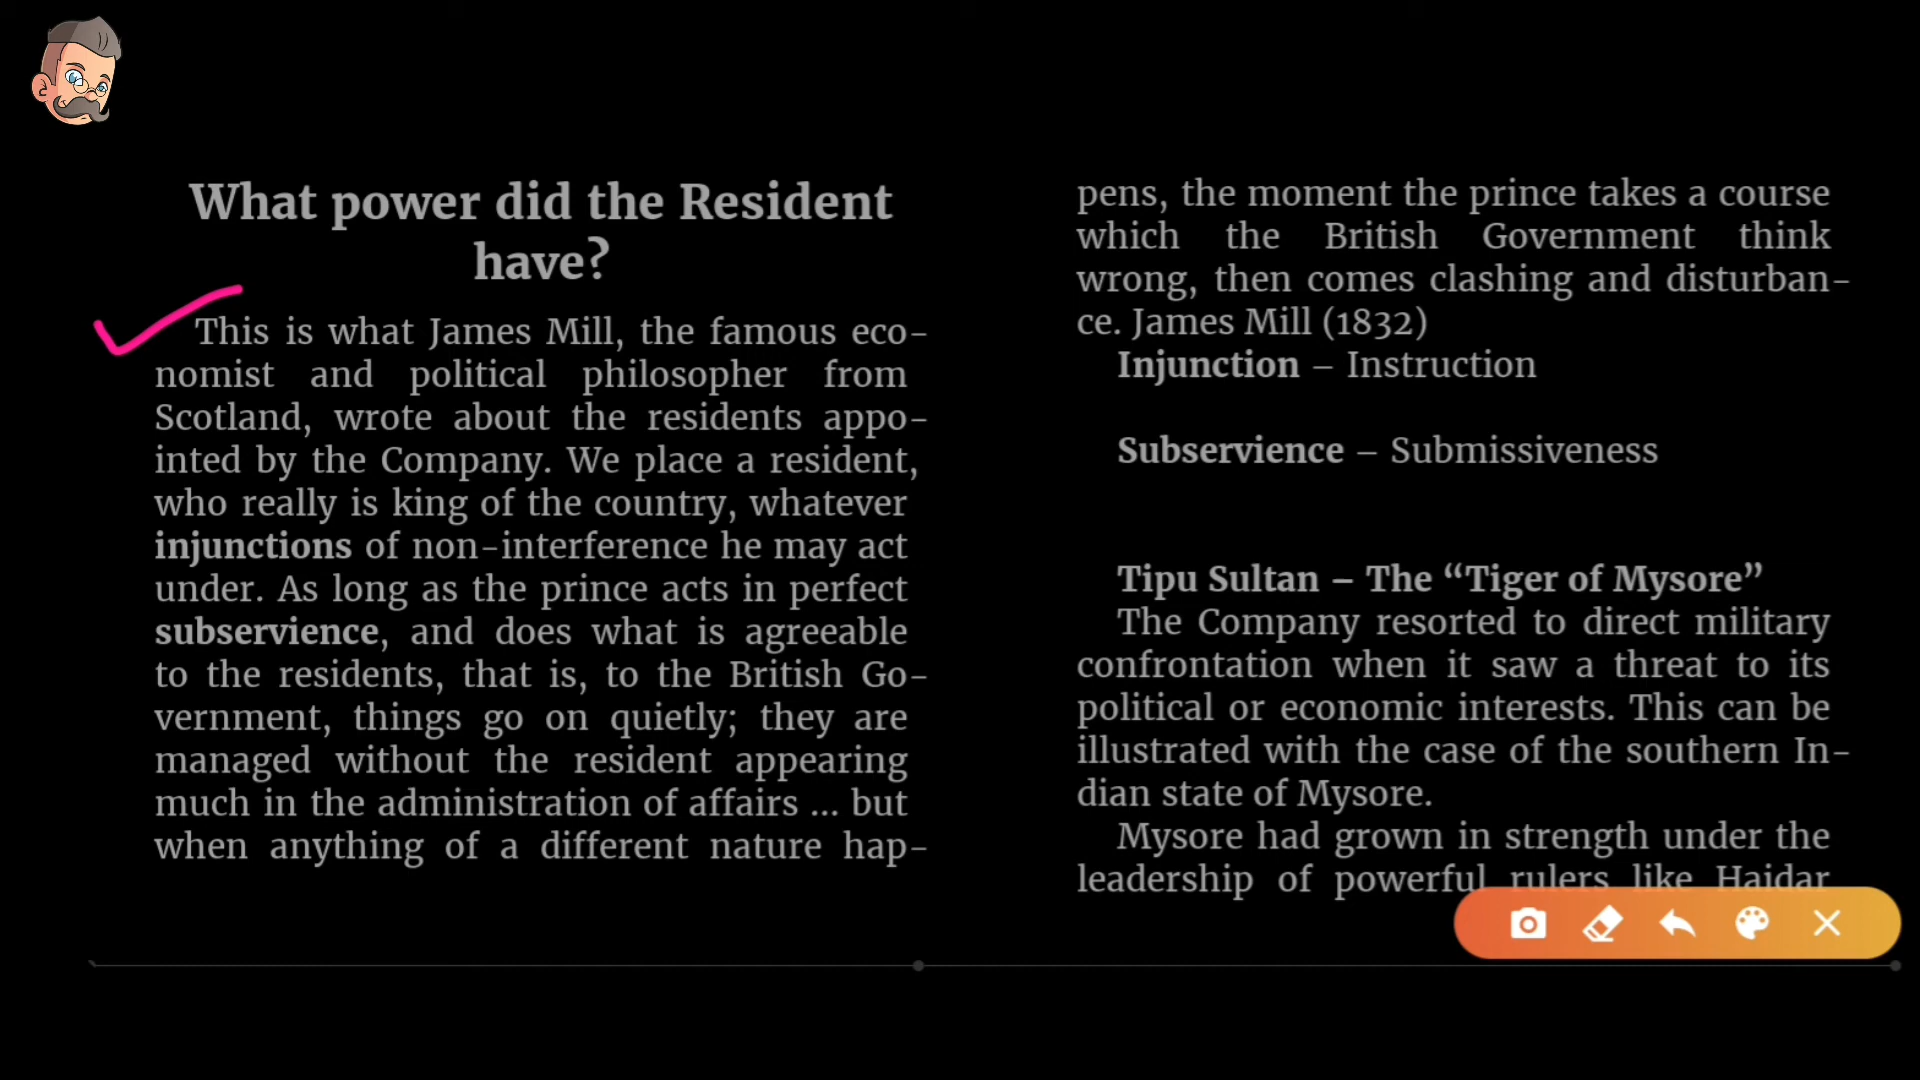 What power did the Resident
have?
This is what James Mill, the famous eco-
nomist and political philosopher from
Scotland, wrote about the residents appo-
inted by the Company. We place a resident,
who really is king of the country, whatever
injunctions of non-interference he may act
under. As long as the prince acts in perfect
subservience, and does what is agreeable
to the residents, that is, to the British Go-
vernment, things go on quietly; they are
managed without the resident appearing
much in the administration of affairs ... but
when anything of a different nature hap-
pens, the moment the prince takes a course
which the British Government think
wrong, then comes clashing and disturban-
ce. James Mill (1832)
Injunction – Instruction
Subservience – Submissiveness
Tipu Sultan – The “Tiger of Mysore”
The Company resorted to direct military
confrontation when it saw a threat to its
political or economic interests. This can be
illustrated with the case of the southern In-
dian state of Mysore.
Mysore had grown in strength under the
leadership of powerful rulers like Haidar